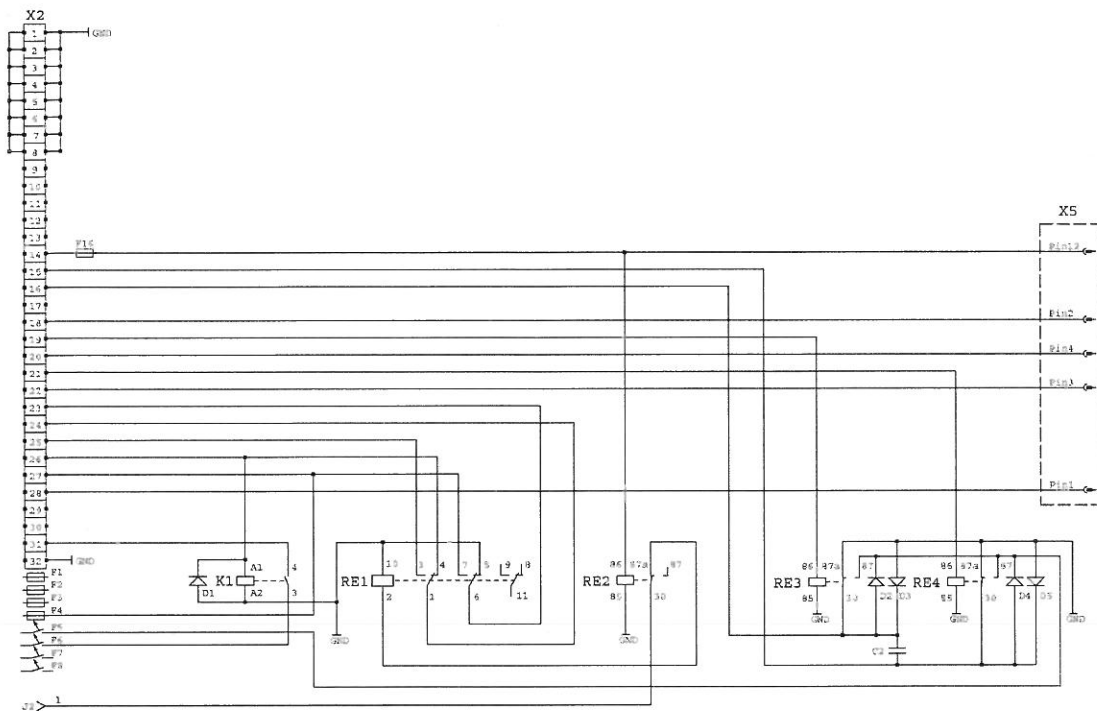 X2
1 GND
2
3
4
5
6
7
8
9
10
11
12
13
X5
14 F16 Pin12
15
16
17
18 Pin2
19
20 Pin4
21
22 Pin3
23
24
25
26
27
28 Pin1
29
30
31
32 GND
A1 4 10 3 4 7 5 9 8 86 87a 87 86 87a 87 86 87a 87
K1 RE1 RE2 RE3 RE4
D1 A2 3 2 1 6 11 85 30 85 30 D2 D3 85 30 D4 D5
F1
F2
F3
F4
F5
F6
F7
F8
GND GND GND GND GND
C2
J2 1